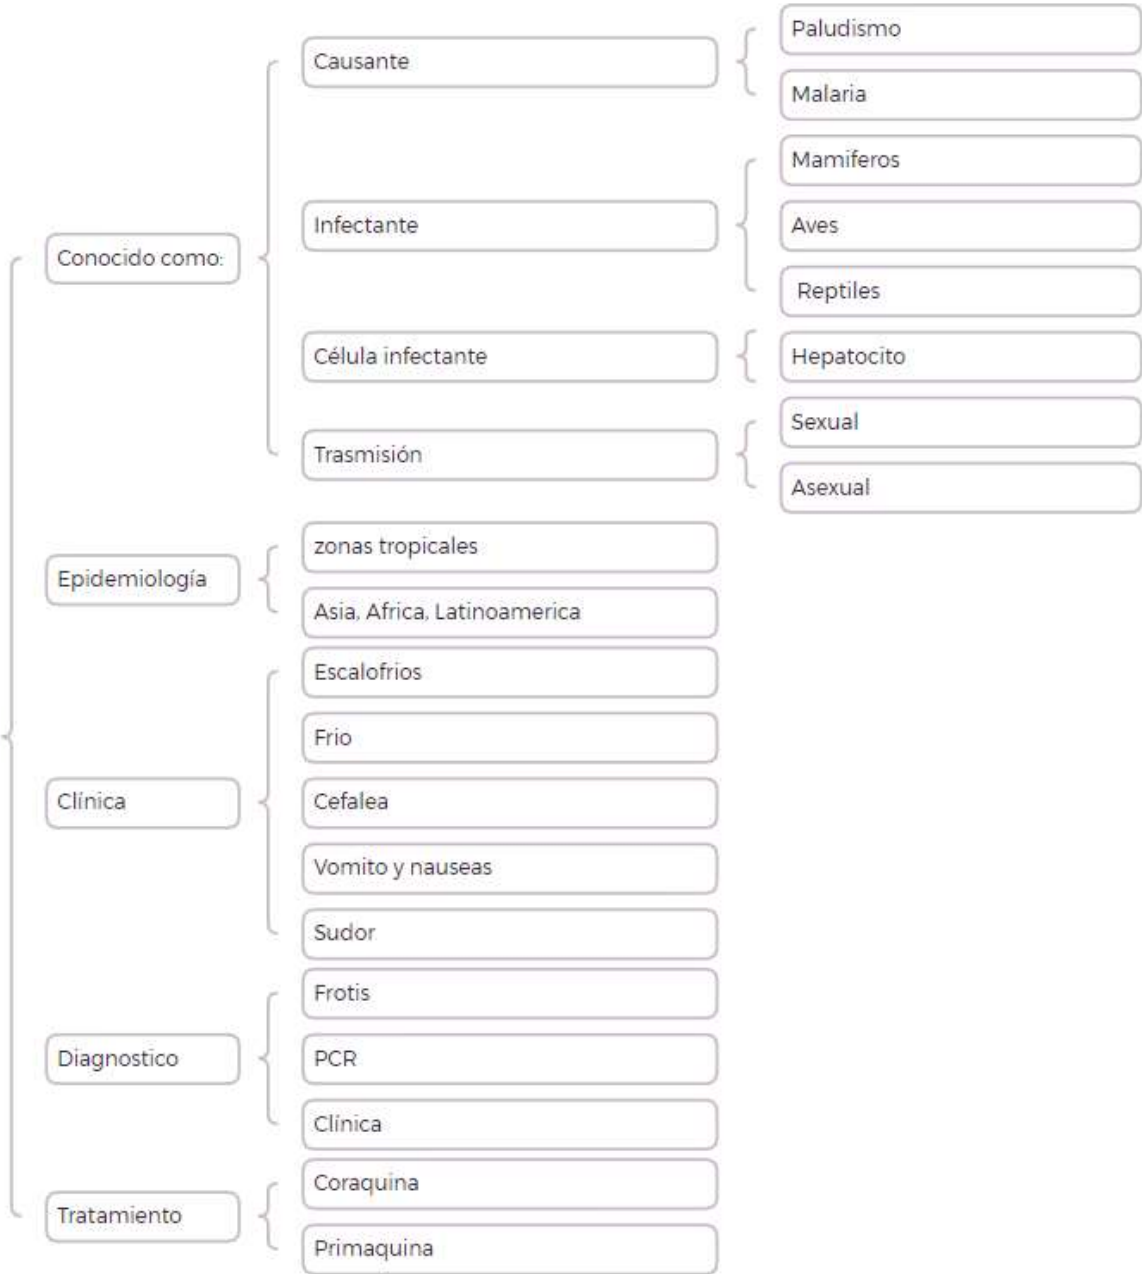 Conocido como:
Causante
Paludismo
Malaria
Infectante
Mamiferos
Aves
Reptiles
Célula infectante
Hepatocito
Trasmisión
Sexual
Asexual
Epidemiología
zonas tropicales
Asia, Africa, Latinoamerica
Clínica
Escalofrios
Frio
Cefalea
Vomito y nauseas
Sudor
Diagnostico
Frotis
PCR
Clínica
Tratamiento
Coraquina
Primaquina